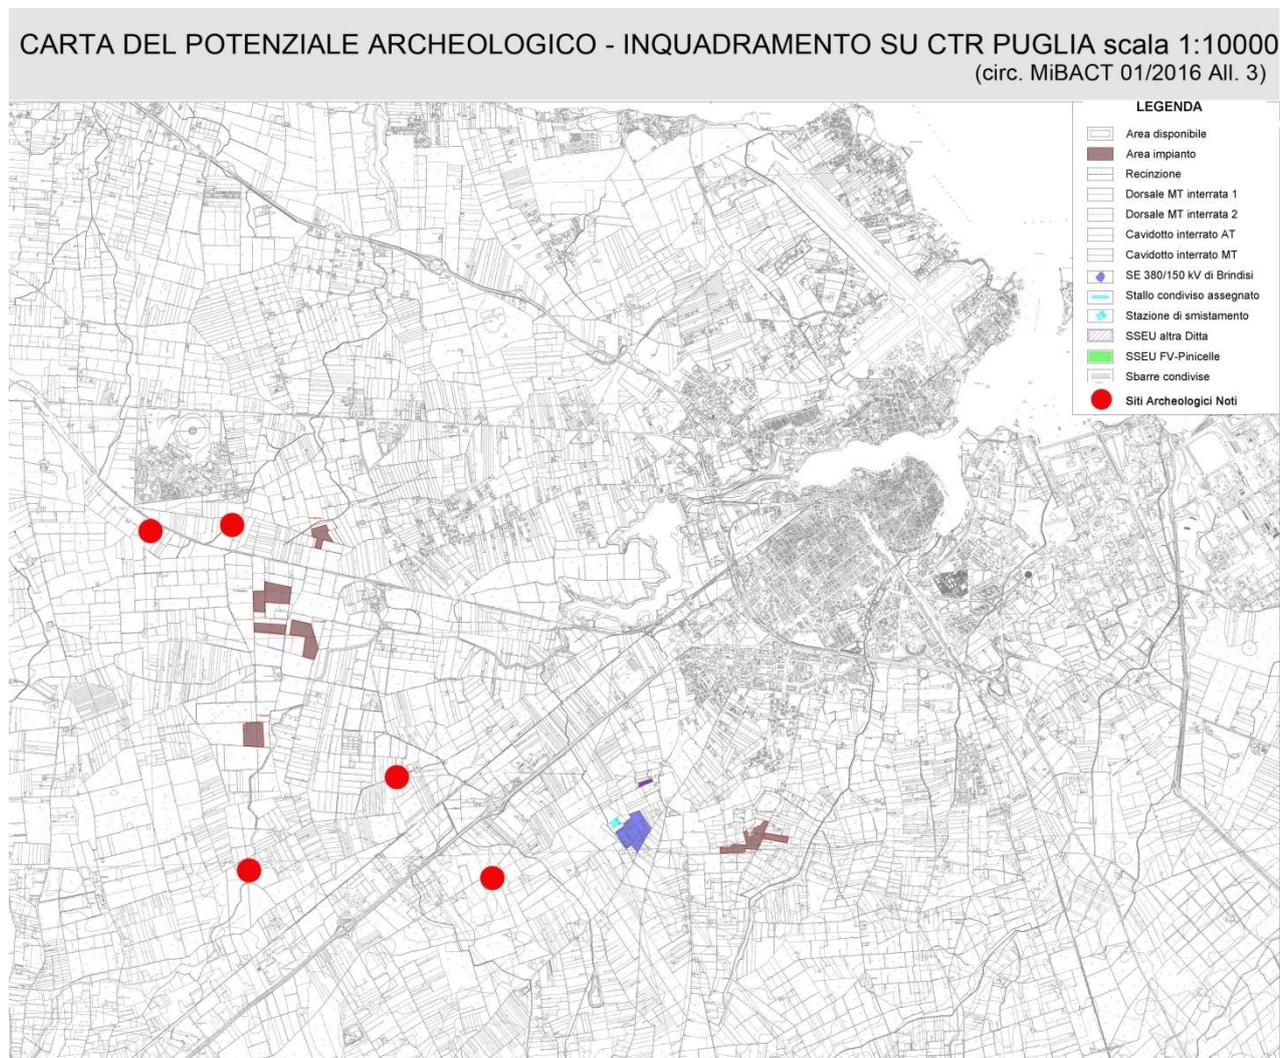 CARTA DEL POTENZIALE ARCHEOLOGICO - INQUADRAMENTO SU CTR PUGLIA scala 1:10000
(circ. MiBACT 01/2016 All. 3)
LEGENDA
Area disponibile
Area impianto
Recinzione
Dorsale MT interrata 1
Dorsale MT interrata 2
Cavidotto interrato AT
Cavidotto interrato MT
SE 380/150 kV di Brindisi
Stallo condiviso assegnato
Stazione di smistamento
SSEU altra Ditta
SSEU FV-Pinicelle
Sbarre condivise
Siti Archeologici Noti